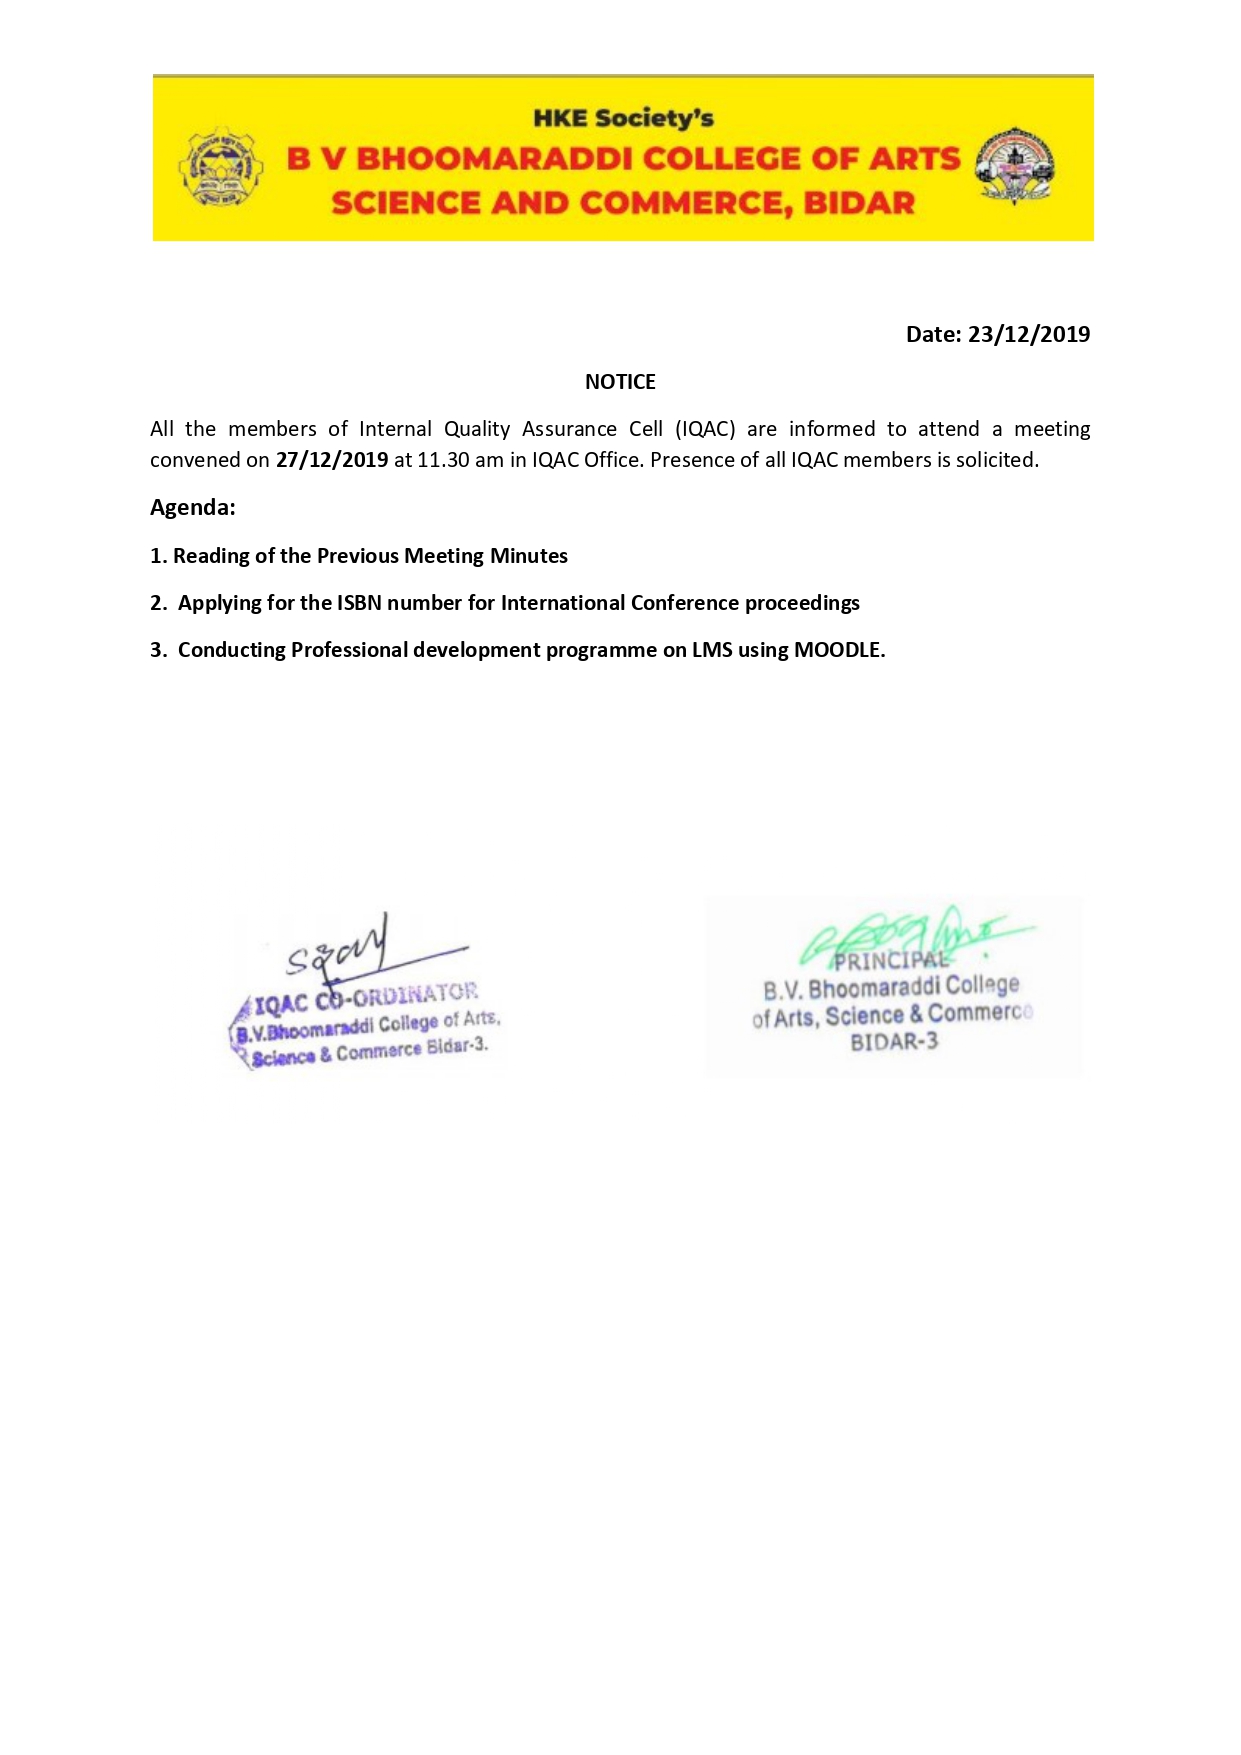 HKE Society's
B V BHOOMARADDI COLLEGE OF ARTS
SCIENCE AND COMMERCE, BIDAR
Date: 23/12/2019
NOTICE
All the members of Internal Quality Assurance Cell (IQAC) are informed to attend a meeting
convened on 27/12/2019 at 11.30 am in IQAC Office. Presence of all IQAC members is solicited.
Agenda:
1. Reading of the Previous Meeting Minutes
2. Applying for the ISBN number for International Conference proceedings
3. Conducting Professional development programme on LMS using MOODLE.
IQAC CO-ORDINATOR
B.V.Bhoomaraddi College of Arts,
Science & Commerce Bidar-3.
PRINCIPAL
B.V. Bhoomaraddi College
of Arts, Science & Commerce
BIDAR-3